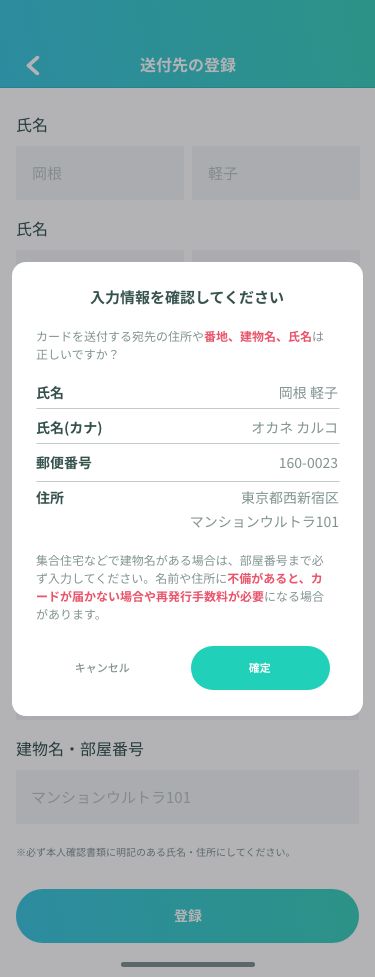 送付先の登録
氏名
岡根
軽子
氏名
入力情報を確認してください
カードを送付する宛先の住所や番地、建物名、氏名は
正しいですか？
氏名
岡根 軽子
氏名(カナ)
オカネ カルコ
郵便番号
160-0023
住所
東京都西新宿区
マンションウルトラ101
集合住宅などで建物名がある場合は、部屋番号まで必
ず入力してください。名前や住所に不備があると、カ
ードが届かない場合や再発行手数料が必要になる場合
があります。
キャンセル
確定
建物名・部屋番号
マンションウルトラ101
※必ず本人確認書類に明記のある氏名・住所にしてください。
登録